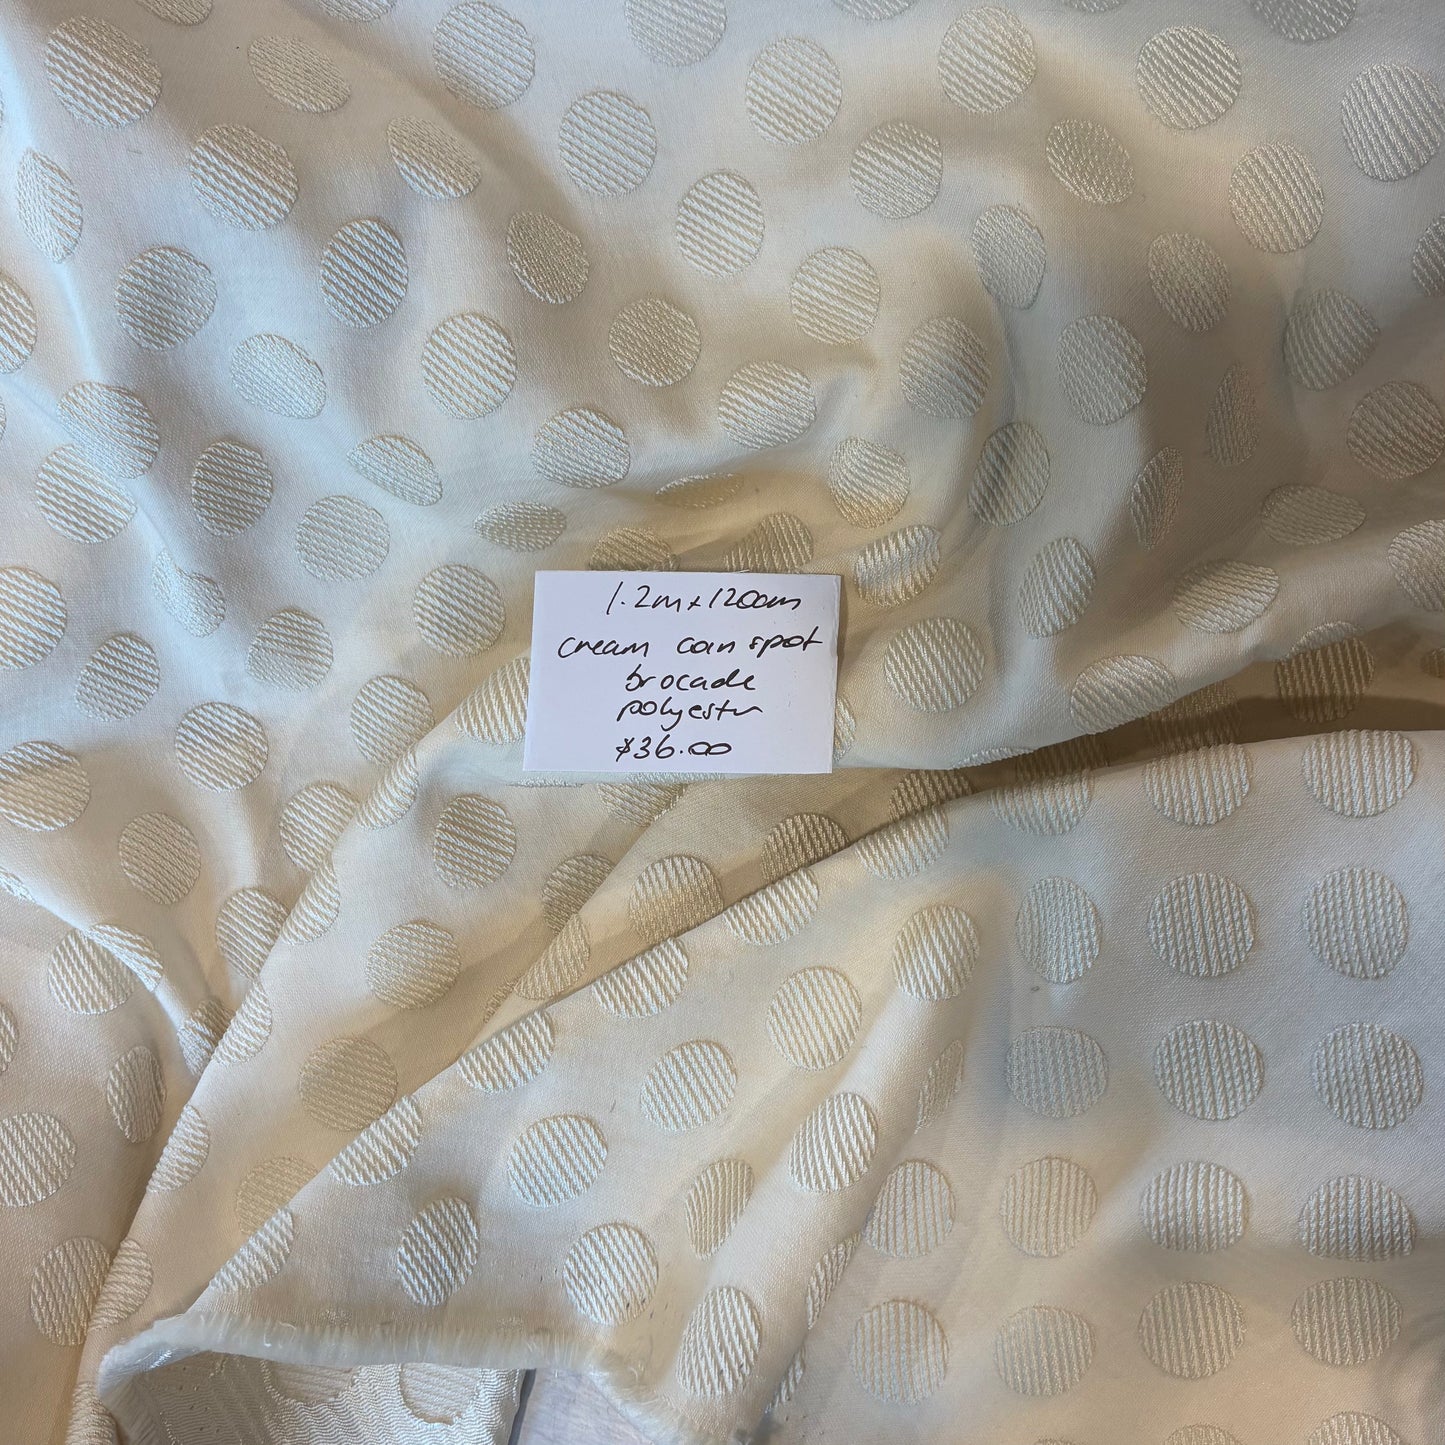 1.2m x 120cm
cream coin spot
brocade
polyester
$36.00